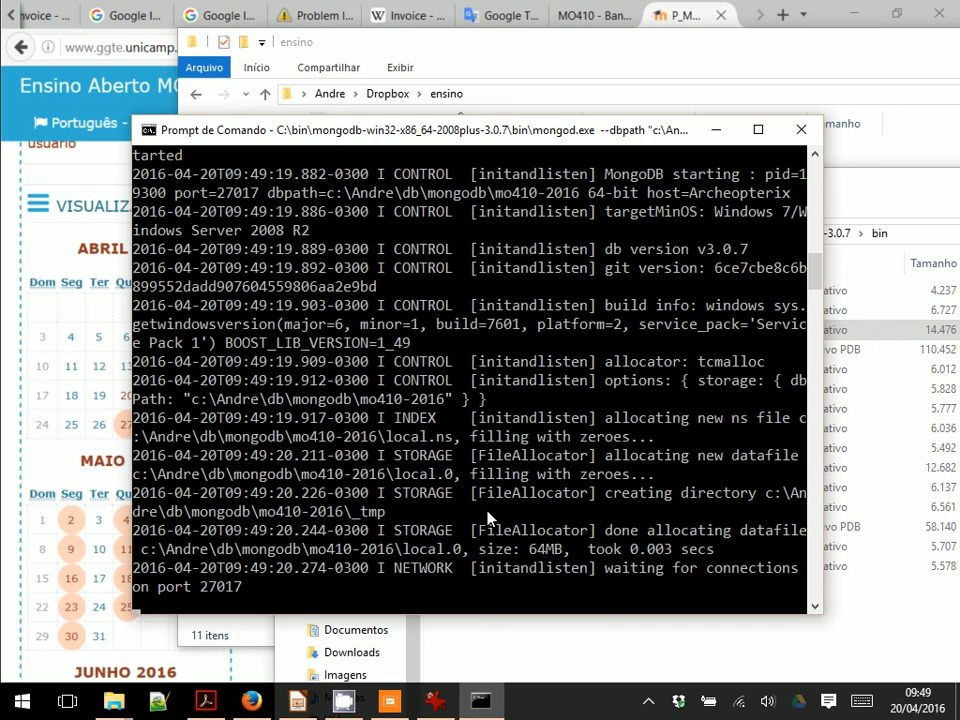 nvoice - ...
Google I...
Google I...
Problem I...
Invoice - ...
Google T...
MO410 - Ban...
P_M...
www.ggte.unicamp.
ensino
Ensino Aberto MO
Arquivo
Início
Compartilhar
Exibir
Português -
Andre
Dropbox
ensino
usuário
Prompt de Comando - C:\bin\mongodb-win32-x86_64-2008plus-3.0.7\bin\mongod.exe --dbpath "c:\An...
amanho
tarted
2016-04-20T09:49:19.882-0300 I CONTROL [initandlisten] MongoDB starting : pid=1
9300 port=27017 dbpath=c:\Andre\db\mongodb\mo410-2016 64-bit host=Archeopterix
2016-04-20T09:49:19.886-0300 I CONTROL [initandlisten] targetMinOS: Windows 7/W
indows Server 2008 R2
2016-04-20T09:49:19.889-0300 I CONTROL [initandlisten] db version v3.0.7
2016-04-20T09:49:19.892-0300 I CONTROL [initandlisten] git version: 6ce7cbe8c6b
899552dadd907604559806aa2e9bd
2016-04-20T09:49:19.903-0300 I CONTROL [initandlisten] build info: windows sys.
getwindowsversion(major=6, minor=1, build=7601, platform=2, service_pack='Servic
e Pack 1') BOOST_LIB_VERSION=1_49
2016-04-20T09:49:19.909-0300 I CONTROL [initandlisten] allocator: tcmalloc
2016-04-20T09:49:19.912-0300 I CONTROL [initandlisten] options: { storage: { db
Path: "c:\Andre\db\mongodb\mo410-2016" } }
2016-04-20T09:49:19.917-0300 I INDEX [initandlisten] allocating new ns file c
:\Andre\db\mongodb\mo410-2016\local.ns, filling with zeroes...
2016-04-20T09:49:20.211-0300 I STORAGE [FileAllocator] allocating new datafile
c:\Andre\db\mongodb\mo410-2016\local.0, filling with zeroes...
2016-04-20T09:49:20.226-0300 I STORAGE [FileAllocator] creating directory c:\An
dre\db\mongodb\mo410-2016\_tmp
2016-04-20T09:49:20.244-0300 I STORAGE [FileAllocator] done allocating datafile
c:\Andre\db\mongodb\mo410-2016\local.0, size: 64MB, took 0.003 secs
2016-04-20T09:49:20.274-0300 I NETWORK [initandlisten] waiting for connections
on port 27017
VISUALIZ
ABRIL
Dom Seg Ter Qu
3 4 5 6
10 11 12 13
17 18 19 20
24 25 26 27
MAIO
Dom Seg Ter Qu
1 2 3 4
8 9 10 11
15 16 17 18
22 23 24 25
29 30 31
JUNHO 2016
-3.0.7
bin
Tamanho
ativo 4.237
ativo 6.727
ativo 14.476
vo PDB 110.452
ativo 6.012
ativo 5.828
ativo 5.777
ativo 6.036
ativo 5.492
ativo 12.682
ativo 6.137
vo PDB 58.140
ativo 5.707
ativo 5.578
11 itens
Documentos
Downloads
Imagens
09:49
20/04/2016